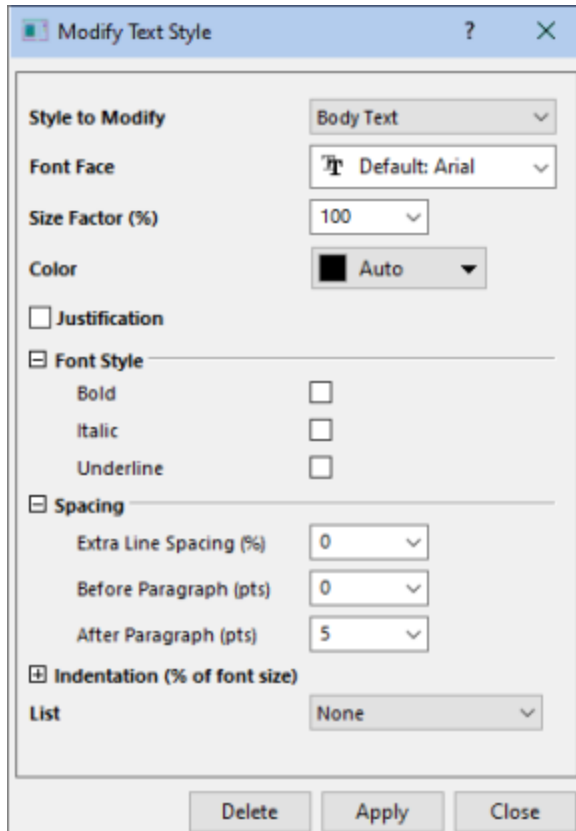 Modify Text Style ?
Style to Modify Body Text
Font Face Default: Arial
Size Factor (%) 100
Color Auto
Justification
Font Style
Bold
Italic
Underline
Spacing
Extra Line Spacing (%) 0
Before Paragraph (pts) 0
After Paragraph (pts) 5
Indentation (% of font size)
List None
Delete Apply Close